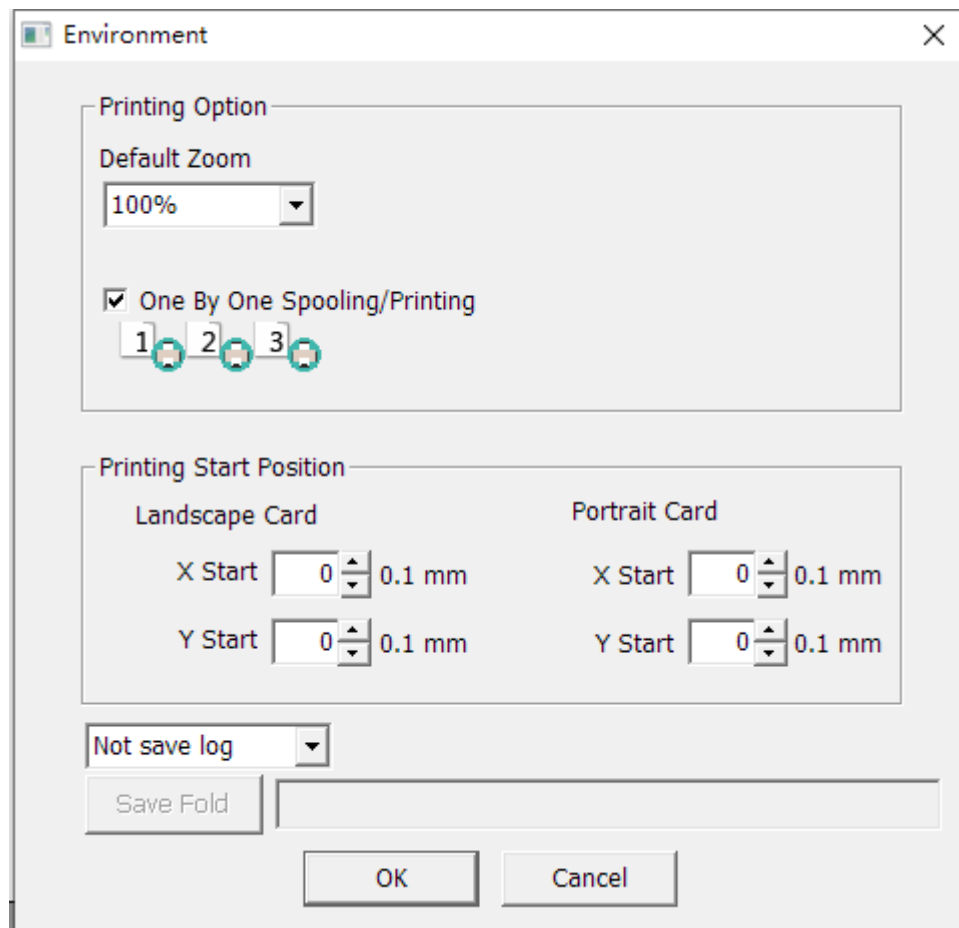 Environment
Printing Option
Default Zoom
100%
One By One Spooling/Printing
1 2 3
Printing Start Position
Landscape Card
Portrait Card
X Start 0 0.1 mm
X Start 0 0.1 mm
Y Start 0 0.1 mm
Y Start 0 0.1 mm
Not save log
Save Fold
OK
Cancel